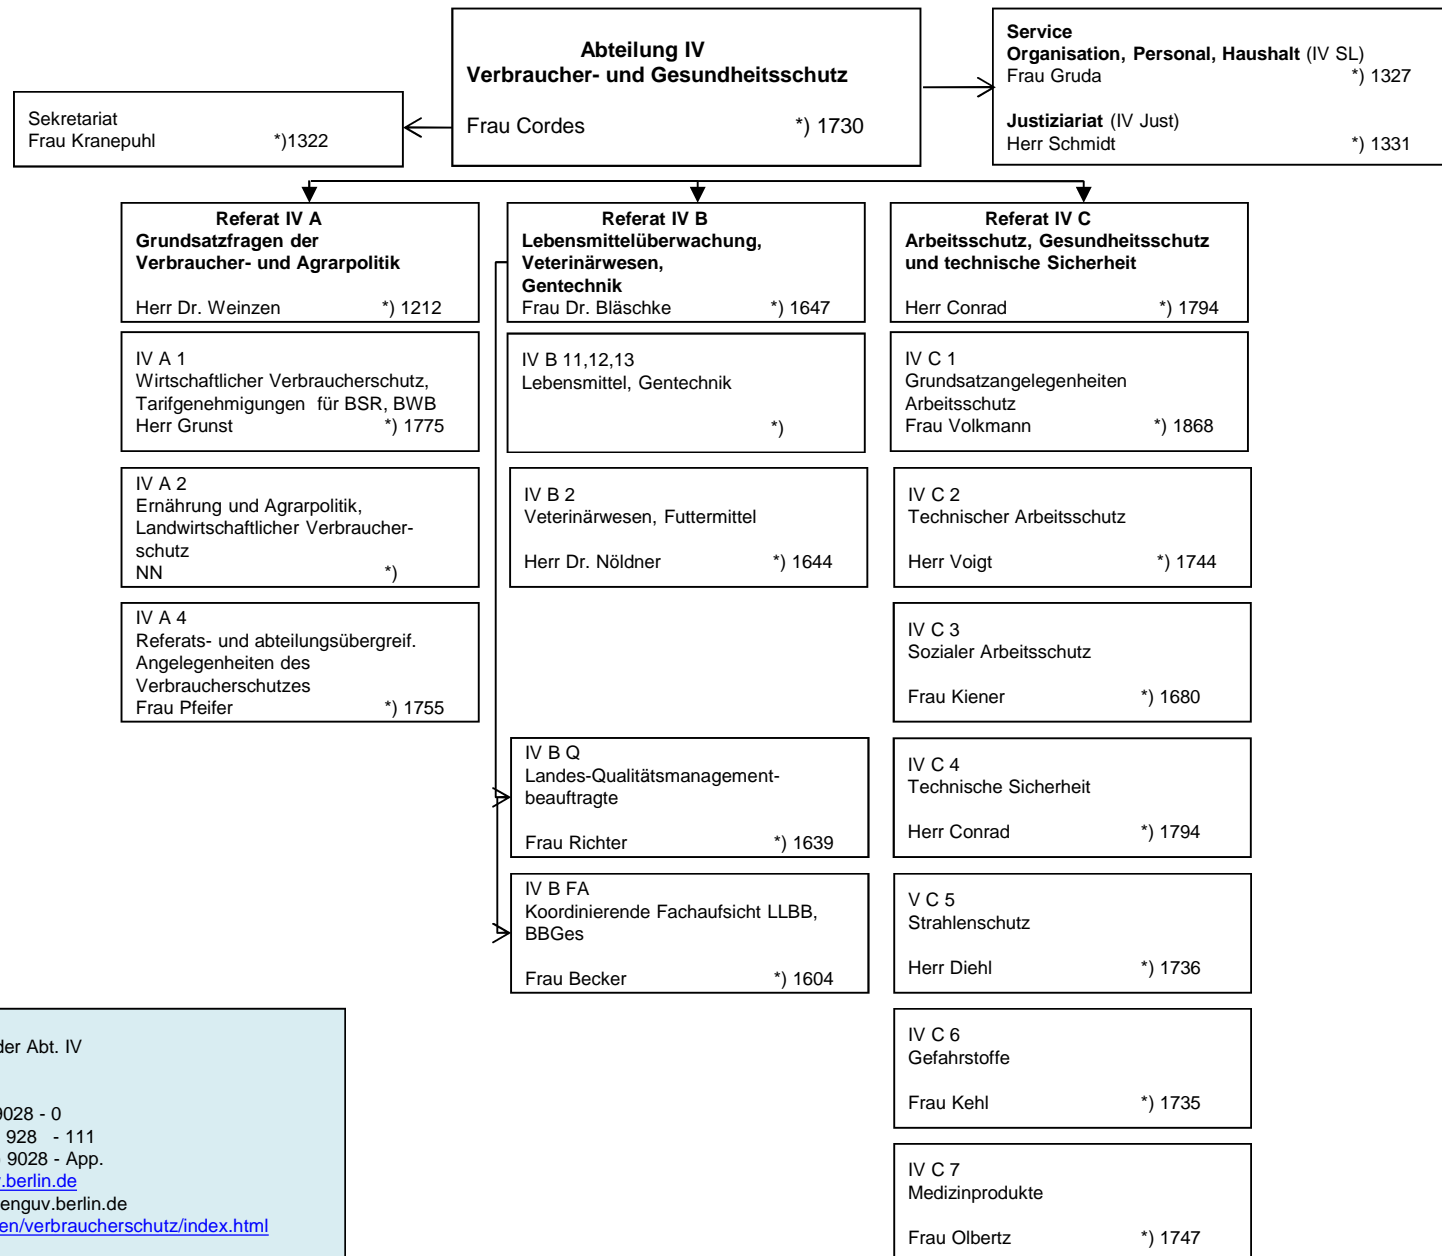 Abteilung IV
Verbraucher- und Gesundheitsschutz
Frau Cordes *) 1730
Service
Organisation, Personal, Haushalt (IV SL)
Frau Gruda *) 1327
Justiziariat (IV Just)
Herr Schmidt *) 1331
Sekretariat
Frau Kranepuhl *)1322
Referat IV A
Grundsatzfragen der
Verbraucher- und Agrarpolitik
Herr Dr. Weinzen *) 1212
IV A 1
Wirtschaftlicher Verbraucherschutz,
Tarifgenehmigungen für BSR, BWB
Herr Grunst *) 1775
IV A 2
Ernährung und Agrarpolitik,
Landwirtschaftlicher Verbraucher-
schutz
NN *)
IV A 4
Referats- und abteilungsübergreif.
Angelegenheiten des
Verbraucherschutzes
Frau Pfeifer *) 1755
Referat IV B
Lebensmittelüberwachung,
Veterinärwesen,
Gentechnik
Frau Dr. Bläschke *) 1647
IV B 11,12,13
Lebensmittel, Gentechnik
*)
IV B 2
Veterinärwesen, Futtermittel
Herr Dr. Nöldner *) 1644
IV B Q
Landes-Qualitätsmanagement-
beauftragte
Frau Richter *) 1639
IV B FA
Koordinierende Fachaufsicht LLBB,
BBGes
Frau Becker *) 1604
Referat IV C
Arbeitsschutz, Gesundheitsschutz
und technische Sicherheit
Herr Conrad *) 1794
IV C 1
Grundsatzangelegenheiten
Arbeitsschutz
Frau Volkmann *) 1868
IV C 2
Technischer Arbeitsschutz
Herr Voigt *) 1744
IV C 3
Sozialer Arbeitsschutz
Frau Kiener *) 1680
IV C 4
Technische Sicherheit
Herr Conrad *) 1794
V C 5
Strahlenschutz
Herr Diehl *) 1736
IV C 6
Gefahrstoffe
Frau Kehl *) 1735
IV C 7
Medizinprodukte
Frau Olbertz *) 1747
der Abt. IV
9028 - 0
928 - 111
9028 - App.
.berlin.de
enguv.berlin.de
en/verbraucherschutz/index.html